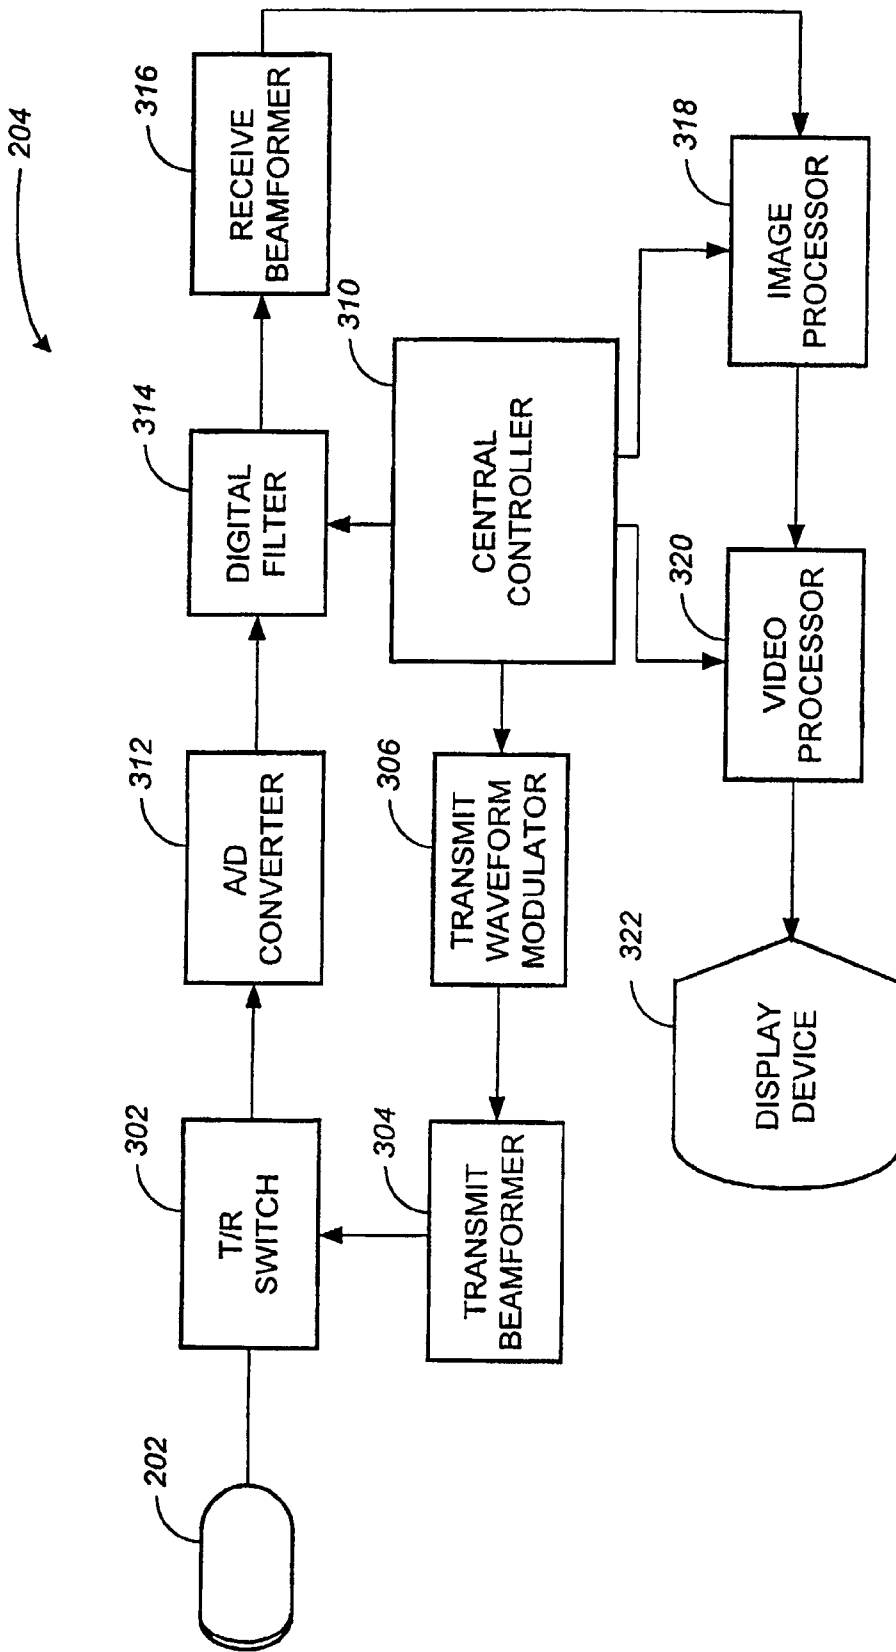 204
202
302
T/R
SWITCH
312
A/D
CONVERTER
314
DIGITAL
FILTER
316
RECEIVE
BEAMFORMER
304
TRANSMIT
BEAMFORMER
306
TRANSMIT
WAVEFORM
MODULATOR
310
CENTRAL
CONTROLLER
322
DISPLAY
DEVICE
320
VIDEO
PROCESSOR
318
IMAGE
PROCESSOR